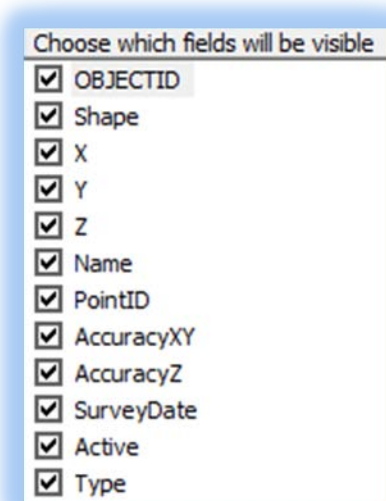 Choose which fields will be visible
OBJECTID
Shape
X
Y
Z
Name
PointID
AccuracyXY
AccuracyZ
SurveyDate
Active
Type